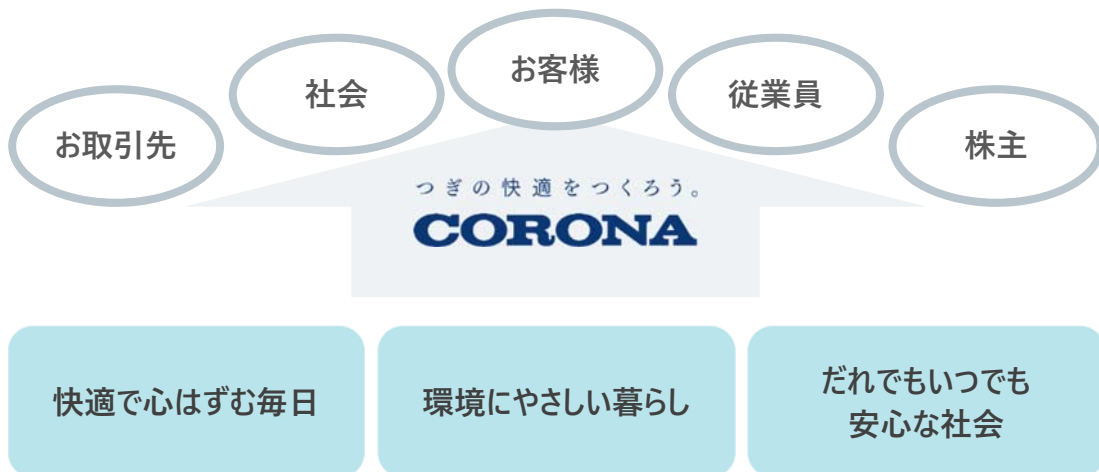 お取引先
社会
お客様
従業員
株主
つぎの快適をつくろう。
CORONA
快適で心はずむ毎日
環境にやさしい暮らし
だれでもいつでも
安心な社会